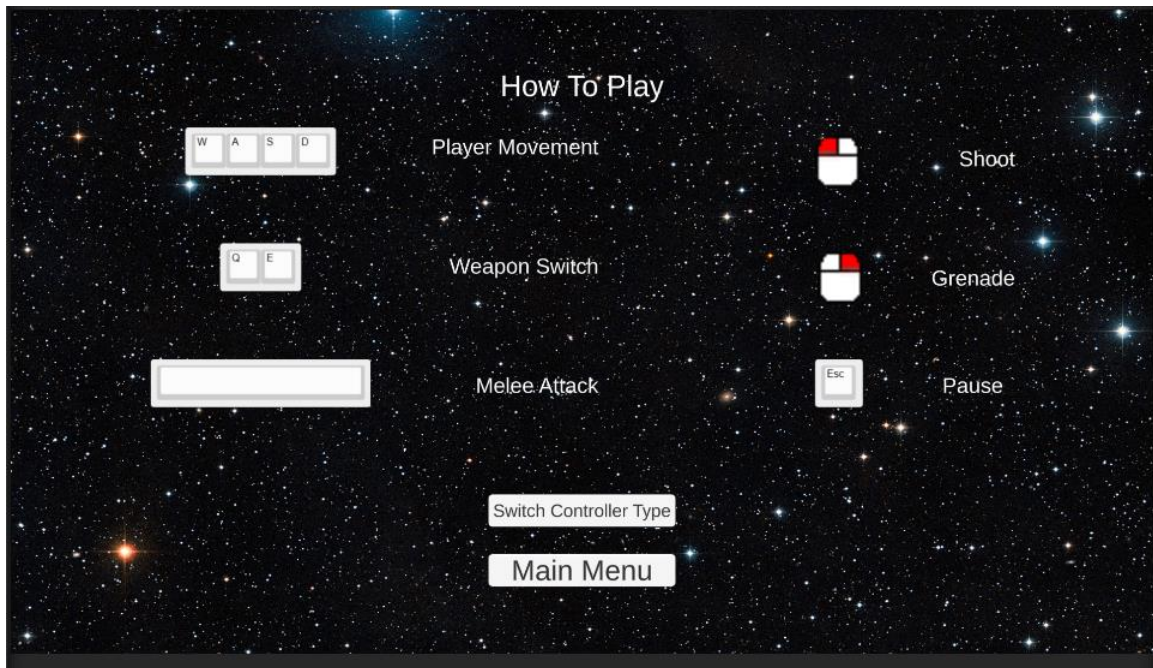 How To Play
W A S D
Player Movement
Shoot
Q E
Weapon Switch
Grenade
Melee Attack
Esc
Pause
Switch Controller Type
Main Menu